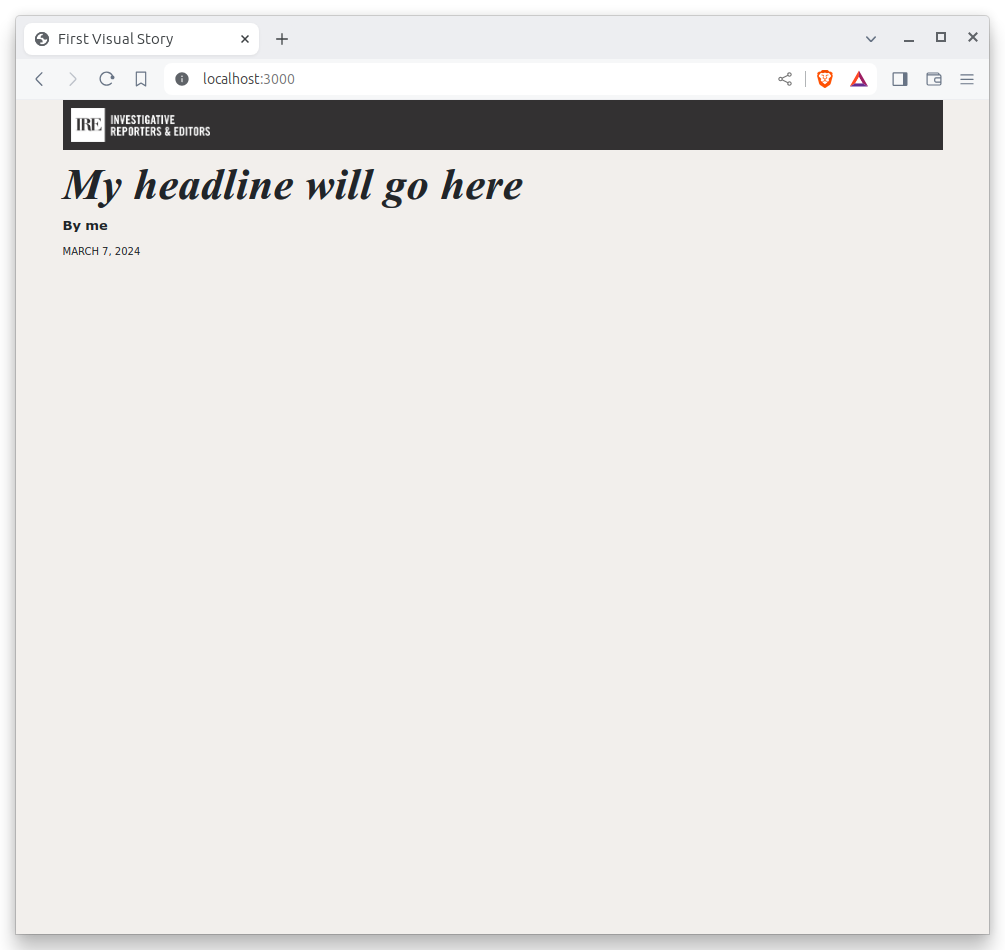 First Visual Story
localhost:3000
IRE
INVESTIGATIVE
REPORTERS & EDITORS
My headline will go here
By me
MARCH 7, 2024